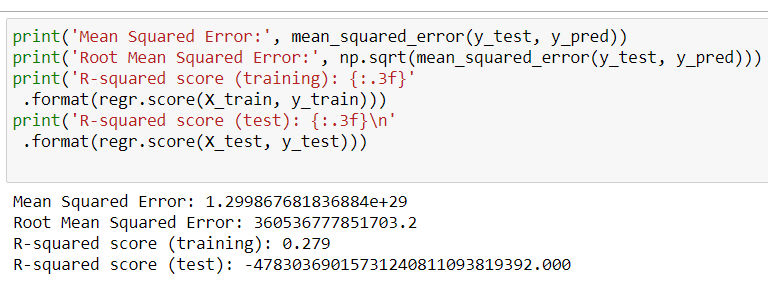 print('Mean Squared Error:', mean_squared_error(y_test, y_pred))
print('Root Mean Squared Error:', np.sqrt(mean_squared_error(y_test, y_pred)))
print('R-squared score (training): {:.3f}'
.format(regr.score(X_train, y_train)))
print('R-squared score (test): {:.3f}\n'
.format(regr.score(X_test, y_test)))
Mean Squared Error: 1.299867681836884e+29
Root Mean Squared Error: 360536777851703.2
R-squared score (training): 0.279
R-squared score (test): -47830369015731240811093819392.000